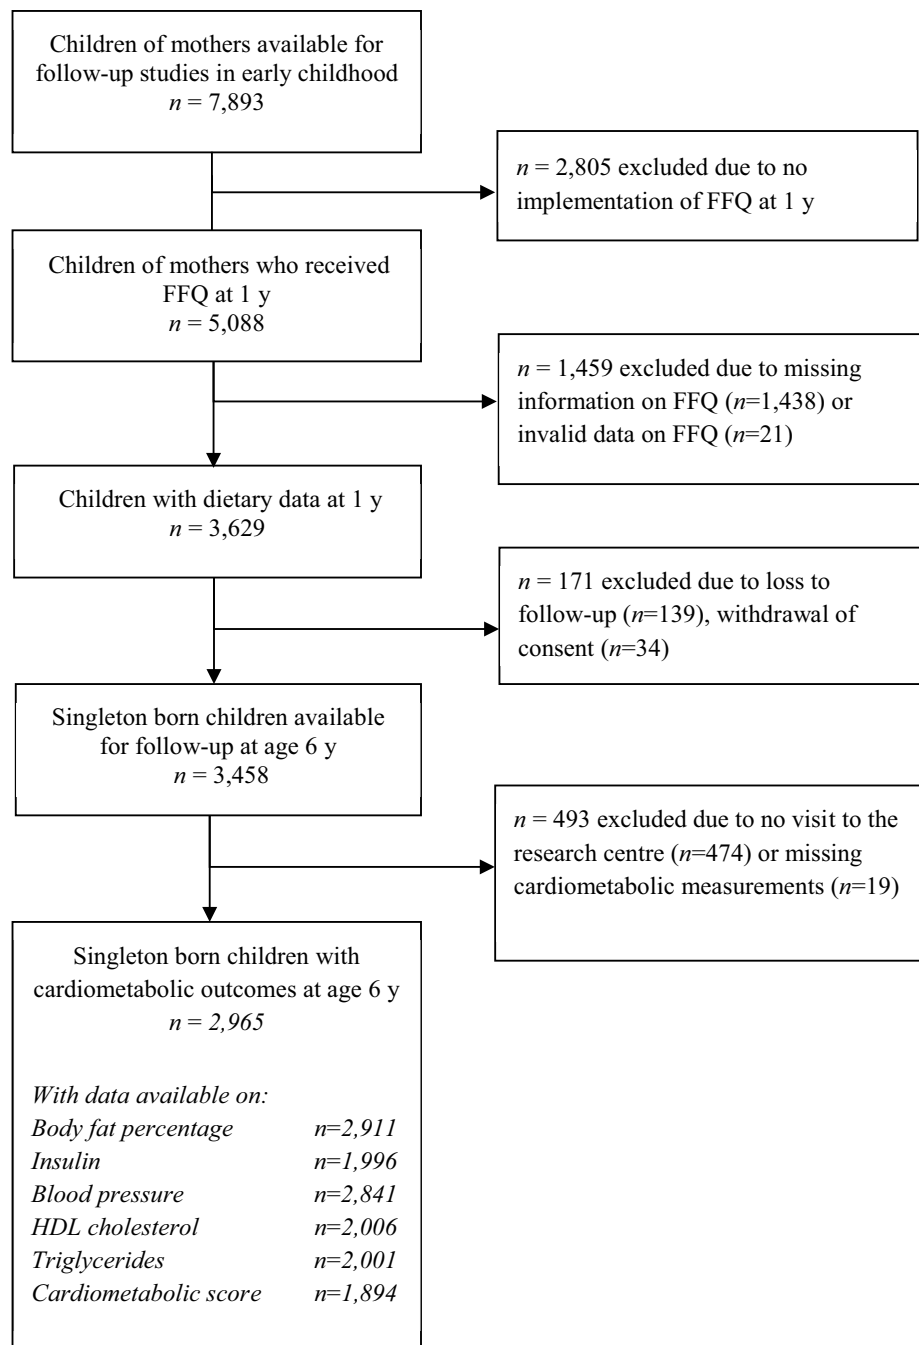 Children of mothers available for
follow-up studies in early childhood
n = 7,893
n = 2,805 excluded due to no
implementation of FFQ at 1 y
Children of mothers who received
FFQ at 1 y
n = 5,088
n = 1,459 excluded due to missing
information on FFQ (n=1,438) or
invalid data on FFQ (n=21)
Children with dietary data at 1 y
n = 3,629
n = 171 excluded due to loss to
follow-up (n=139), withdrawal of
consent (n=34)
Singleton born children available
for follow-up at age 6 y
n = 3,458
n = 493 excluded due to no visit to the
research centre (n=474) or missing
cardiometabolic measurements (n=19)
Singleton born children with
cardiometabolic outcomes at age 6 y
n = 2,965
With data available on:
Body fat percentage n=2,911
Insulin n=1,996
Blood pressure n=2,841
HDL cholesterol n=2,006
Triglycerides n=2,001
Cardiometabolic score n=1,894